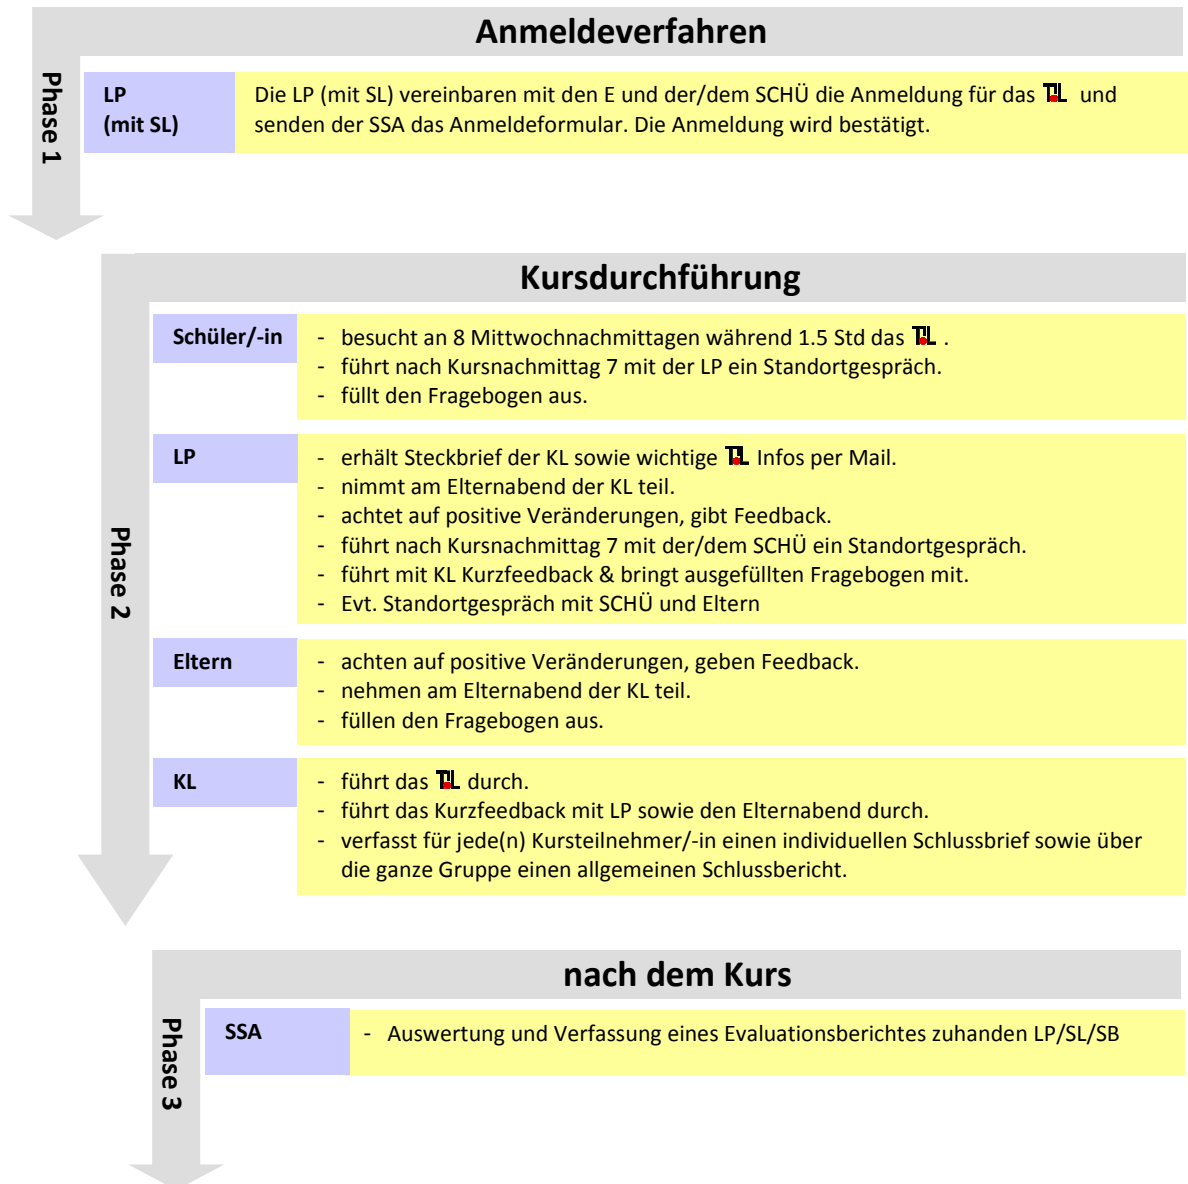 Anmeldeverfahren
Phase 1
LP
(mit SL)
Die LP (mit SL) vereinbaren mit den E und der/dem SCHÜ die Anmeldung für das TL und
senden der SSA das Anmeldeformular. Die Anmeldung wird bestätigt.
Kursdurchführung
Phase 2
Schüler/-in
- besucht an 8 Mittwochnachmittagen während 1.5 Std das TL .
- führt nach Kursnachmittag 7 mit der LP ein Standortgespräch.
- füllt den Fragebogen aus.
LP
- erhält Steckbrief der KL sowie wichtige TL Infos per Mail.
- nimmt am Elternabend der KL teil.
- achtet auf positive Veränderungen, gibt Feedback.
- führt nach Kursnachmittag 7 mit der/dem SCHÜ ein Standortgespräch.
- führt mit KL Kurzfeedback & bringt ausgefüllten Fragebogen mit.
- Evt. Standortgespräch mit SCHÜ und Eltern
Eltern
- achten auf positive Veränderungen, geben Feedback.
- nehmen am Elternabend der KL teil.
- füllen den Fragebogen aus.
KL
- führt das TL durch.
- führt das Kurzfeedback mit LP sowie den Elternabend durch.
- verfasst für jede(n) Kursteilnehmer/-in einen individuellen Schlussbrief sowie über
die ganze Gruppe einen allgemeinen Schlussbericht.
nach dem Kurs
Phase 3
SSA
- Auswertung und Verfassung eines Evaluationsberichtes zuhanden LP/SL/SB